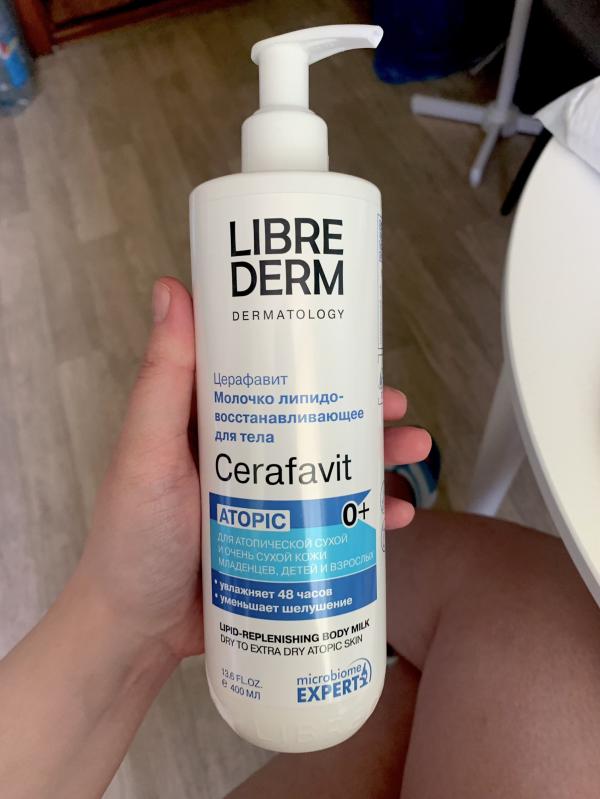 LIBRE
DERM
DERMATOLOGY
Церафавит
Молочко липидо-
восстанавливающее
для тела
Cerafavit
ATOPIC
0+
ДЛЯ АТОПИЧЕСКОЙ СУХОЙ
И ОЧЕНЬ СУХОЙ КОЖИ
МЛАДЕНЦЕВ, ДЕТЕЙ И ВЗРОСЛЫХ
• увлажняет 48 часов
• уменьшает шелушение
LIPID-REPLENISHING BODY MILK
DRY TO EXTRA DRY ATOPIC SKIN
13.6 FL.OZ.
℮ 400 МЛ
microbiome
EXPERT
LIBRE